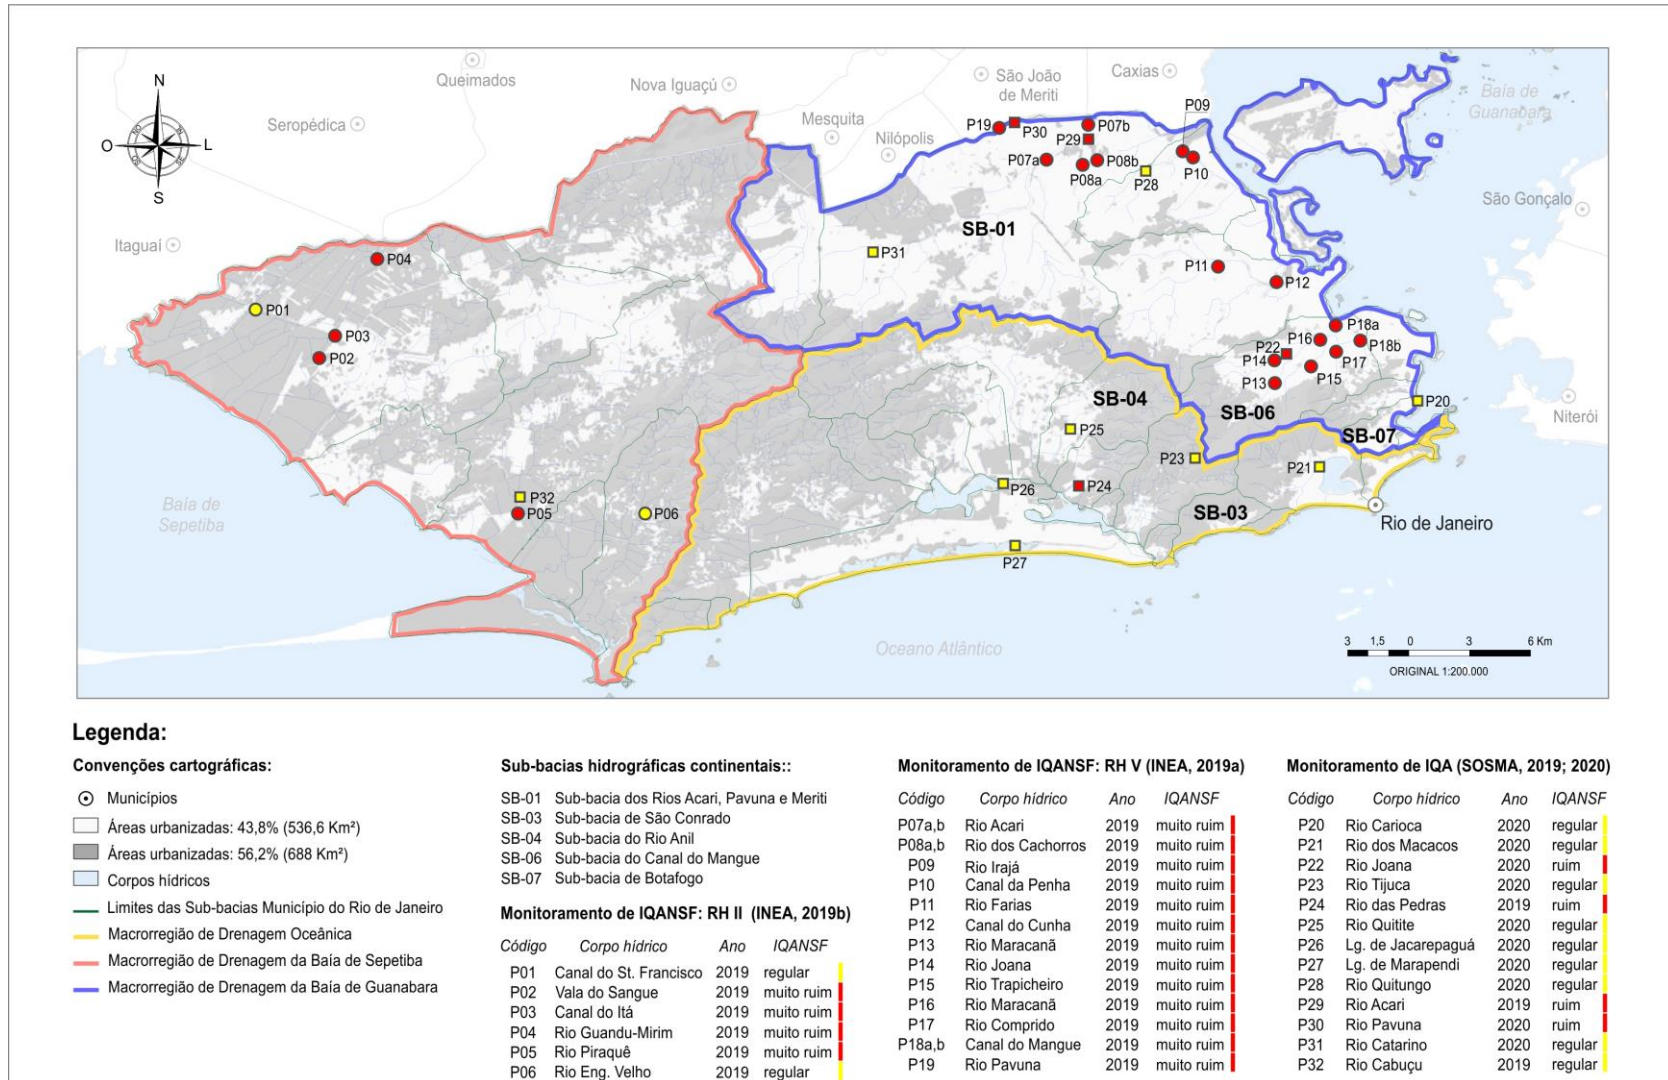 N
O
L
S
Queimados
Nova Iguaçú
São João
de Meriti
Caxias
Baía de
Guanabara
Seropédica
Mesquita
Nilópolis
P09
P19
P30
P07b
P29
P07a
P08b
P08a
P28
P10
São Gonçalo
Itaguaí
SB-01
P31
P04
P11
P12
P01
P03
P02
P18a
P16
P18b
P22
P14
P17
P15
P13
SB-04
SB-06
P20
Niterói
P25
SB-07
P23
P21
P26
P24
P32
P05
P06
SB-03
Rio de Janeiro
Baía de
Sepetiba
P27
Oceano Atlântico
3 1,5 0 3 6 Km
ORIGINAL 1:200.000
Legenda:
Convenções cartográficas:
Municípios
Áreas urbanizadas: 43,8% (536,6 Km²)
Áreas urbanizadas: 56,2% (688 Km²)
Corpos hídricos
Limites das Sub-bacias Município do Rio de Janeiro
Macrorregião de Drenagem Oceânica
Macrorregião de Drenagem da Baía de Sepetiba
Macrorregião de Drenagem da Baía de Guanabara
Sub-bacias hidrográficas continentais::
SB-01 Sub-bacia dos Rios Acari, Pavuna e Meriti
SB-03 Sub-bacia de São Conrado
SB-04 Sub-bacia do Rio Anil
SB-06 Sub-bacia do Canal do Mangue
SB-07 Sub-bacia de Botafogo
Monitoramento de IQANSF: RH II (INEA, 2019b)
Código Corpo hídrico Ano IQANSF
P01 Canal do St. Francisco 2019 regular
P02 Vala do Sangue 2019 muito ruim
P03 Canal do Itá 2019 muito ruim
P04 Rio Guandu-Mirim 2019 muito ruim
P05 Rio Piraquê 2019 muito ruim
P06 Rio Eng. Velho 2019 regular
Monitoramento de IQANSF: RH V (INEA, 2019a)
Código Corpo hídrico Ano IQANSF
P07a,b Rio Acari 2019 muito ruim
P08a,b Rio dos Cachorros 2019 muito ruim
P09 Rio Irajá 2019 muito ruim
P10 Canal da Penha 2019 muito ruim
P11 Rio Farias 2019 muito ruim
P12 Canal do Cunha 2019 muito ruim
P13 Rio Maracanã 2019 muito ruim
P14 Rio Joana 2019 muito ruim
P15 Rio Trapicheiro 2019 muito ruim
P16 Rio Maracanã 2019 muito ruim
P17 Rio Comprido 2019 muito ruim
P18a,b Canal do Mangue 2019 muito ruim
P19 Rio Pavuna 2019 muito ruim
Monitoramento de IQA (SOSMA, 2019; 2020)
Código Corpo hídrico Ano IQANSF
P20 Rio Carioca 2020 regular
P21 Rio dos Macacos 2020 regular
P22 Rio Joana 2020 ruim
P23 Rio Tijuca 2020 regular
P24 Rio das Pedras 2019 ruim
P25 Rio Quitite 2020 regular
P26 Lg. de Jacarepaguá 2020 regular
P27 Lg. de Marapendi 2020 regular
P28 Rio Quitungo 2020 regular
P29 Rio Acari 2019 ruim
P30 Rio Pavuna 2020 ruim
P31 Rio Catarino 2020 regular
P32 Rio Cabuçu 2019 regular